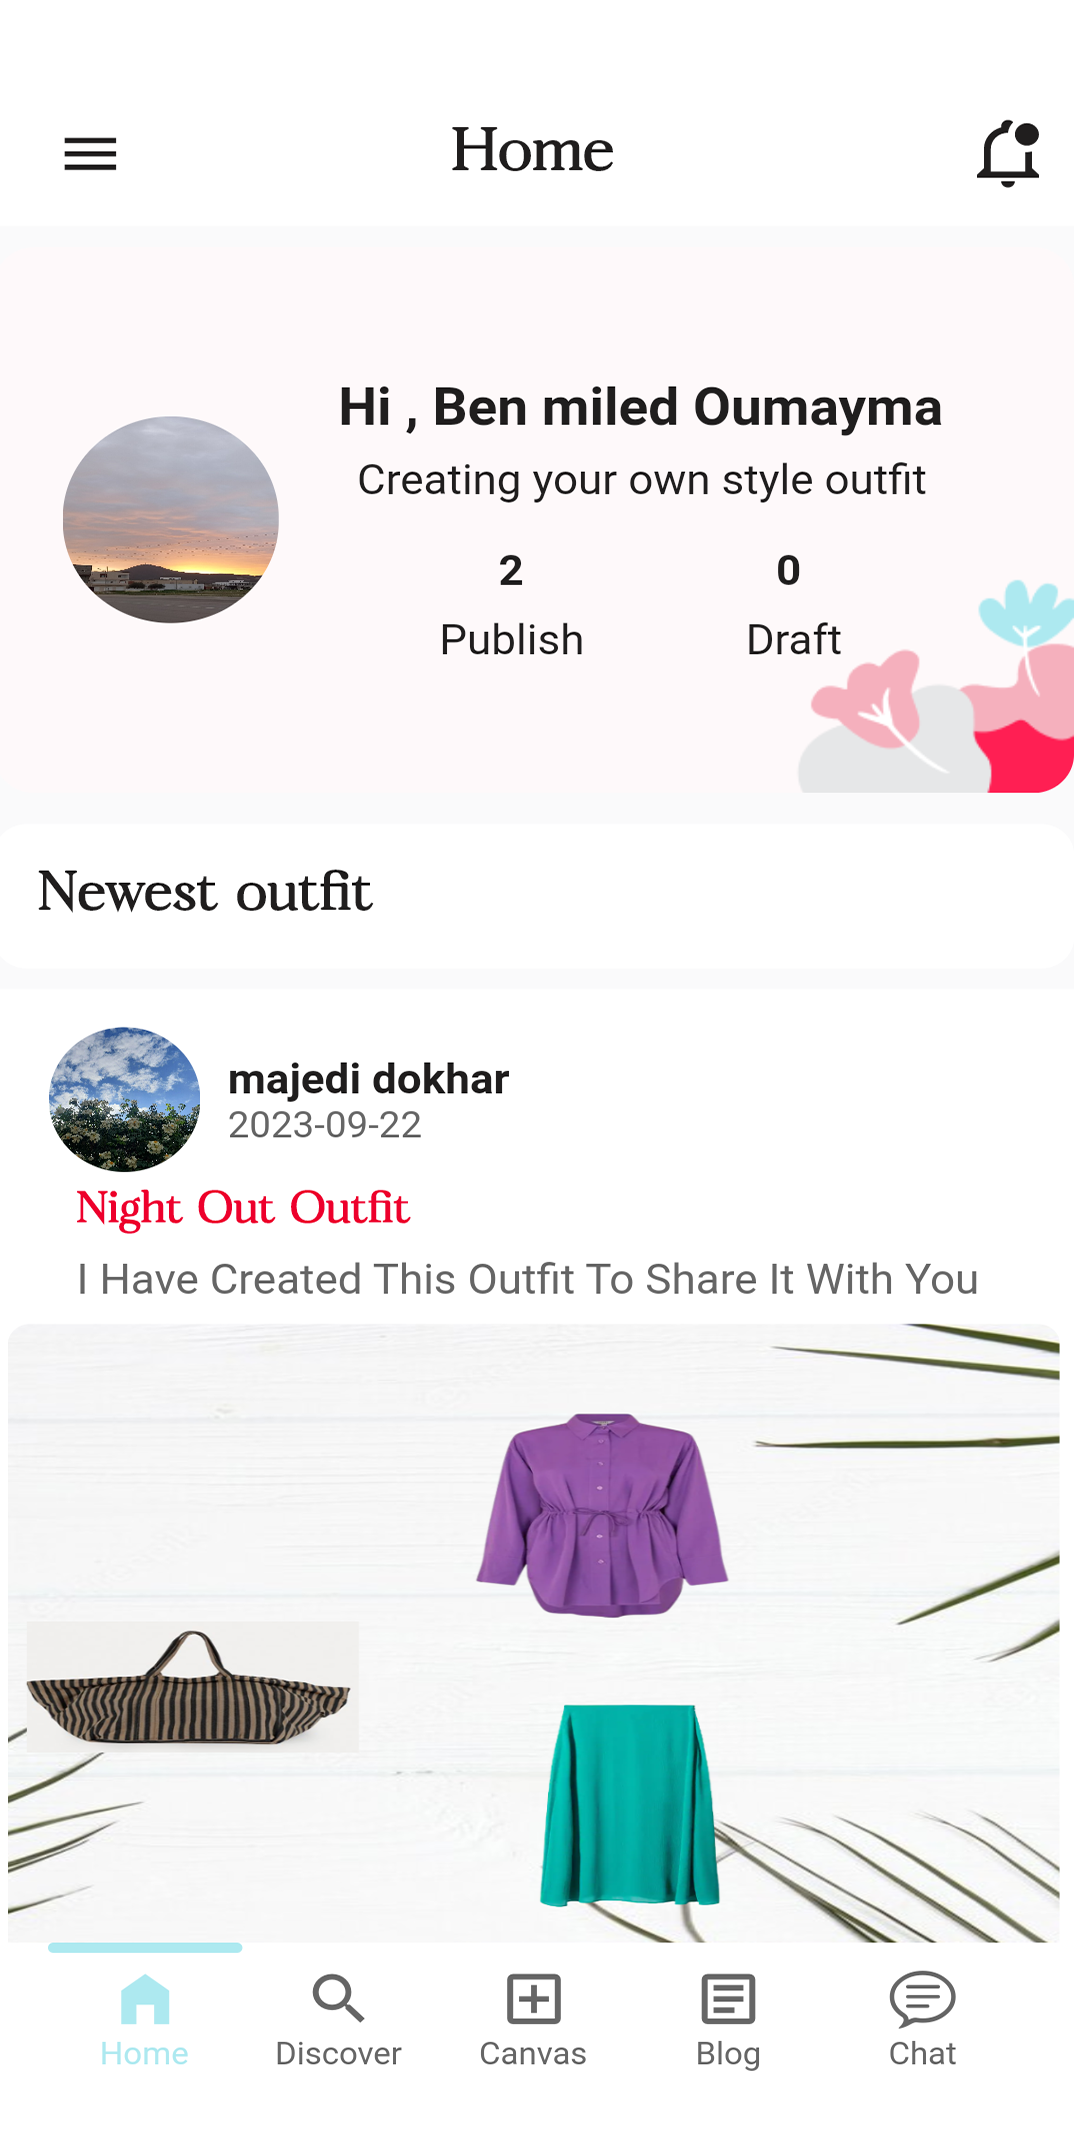 Home
Hi , Ben miled Oumayma
Creating your own style outfit
2 0
Publish Draft
Newest outfit
majedi dokhar
2023-09-22
Night Out Outfit
I Have Created This Outfit To Share It With You
Home Discover Canvas Blog Chat